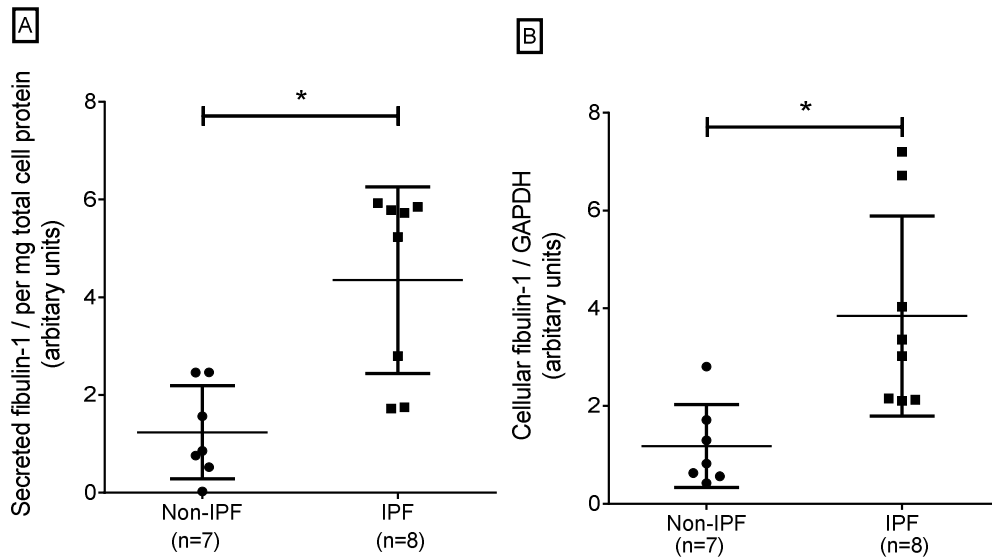 A
Secreted fibulin-1 / per mg total cell protein
(arbitary units)
8
6
4
2
0
*
Non-IPF
(n=7)
IPF
(n=8)
B
Cellular fibulin-1 / GAPDH
(arbitary units)
8
6
4
2
0
*
Non-IPF
(n=7)
IPF
(n=8)